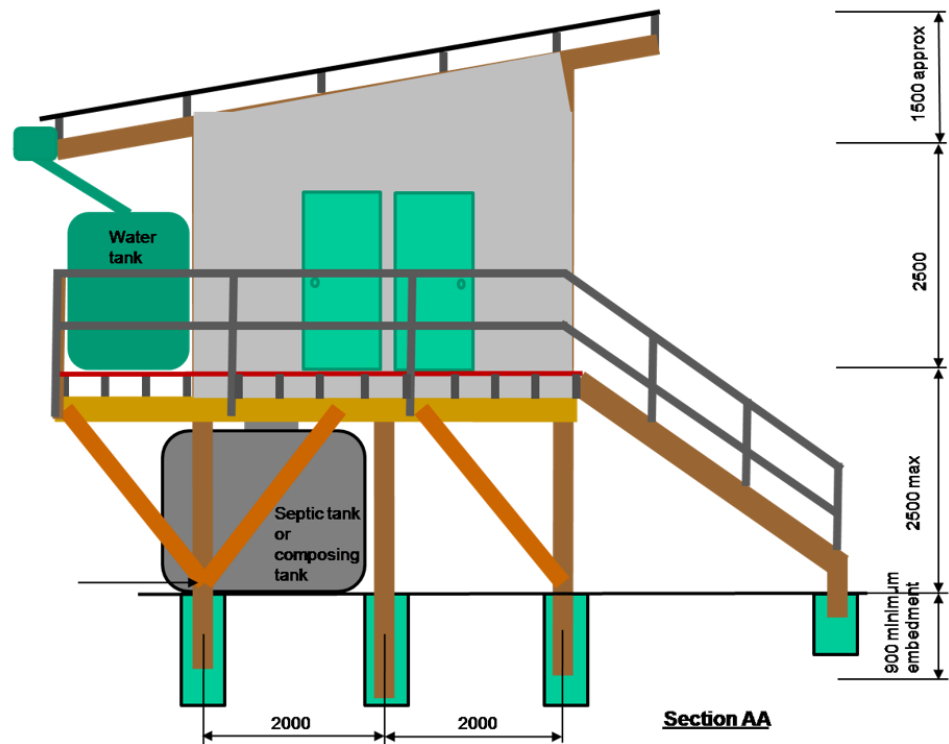 1500 approx
Water
tank
2500
Septic tank
or
composing
tank
2500 max
900 minimum
embedment
2000
2000
Section AA